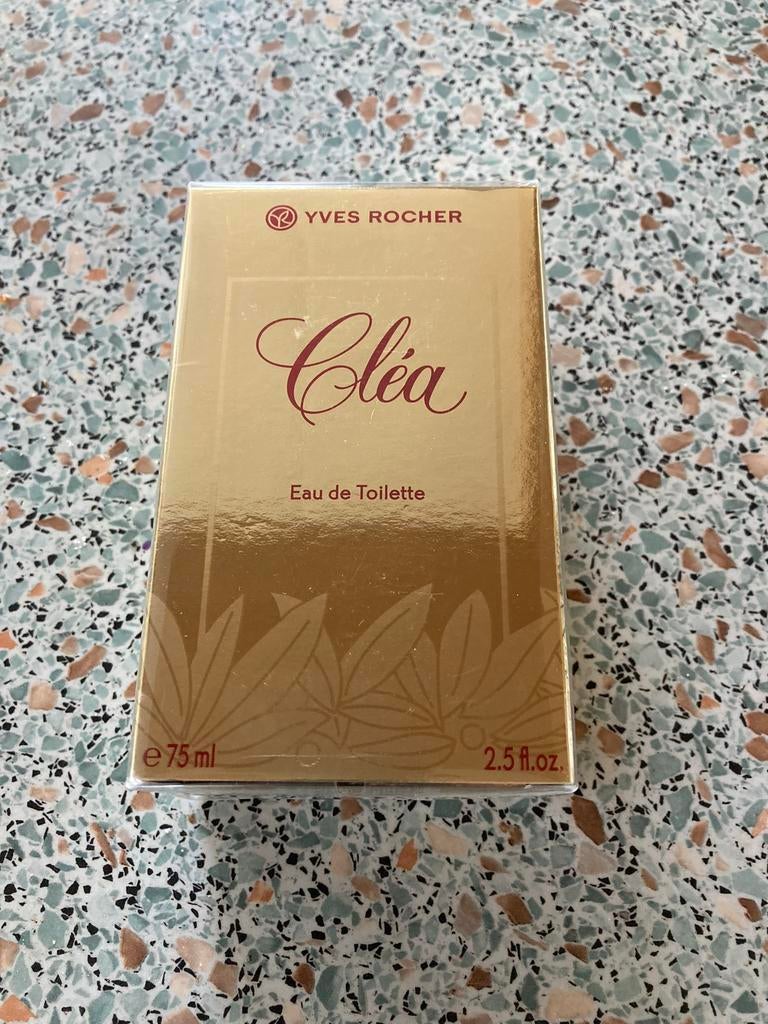 YVES ROCHER
Cléa
Eau de Toilette
e 75 ml
2.5 fl.oz.